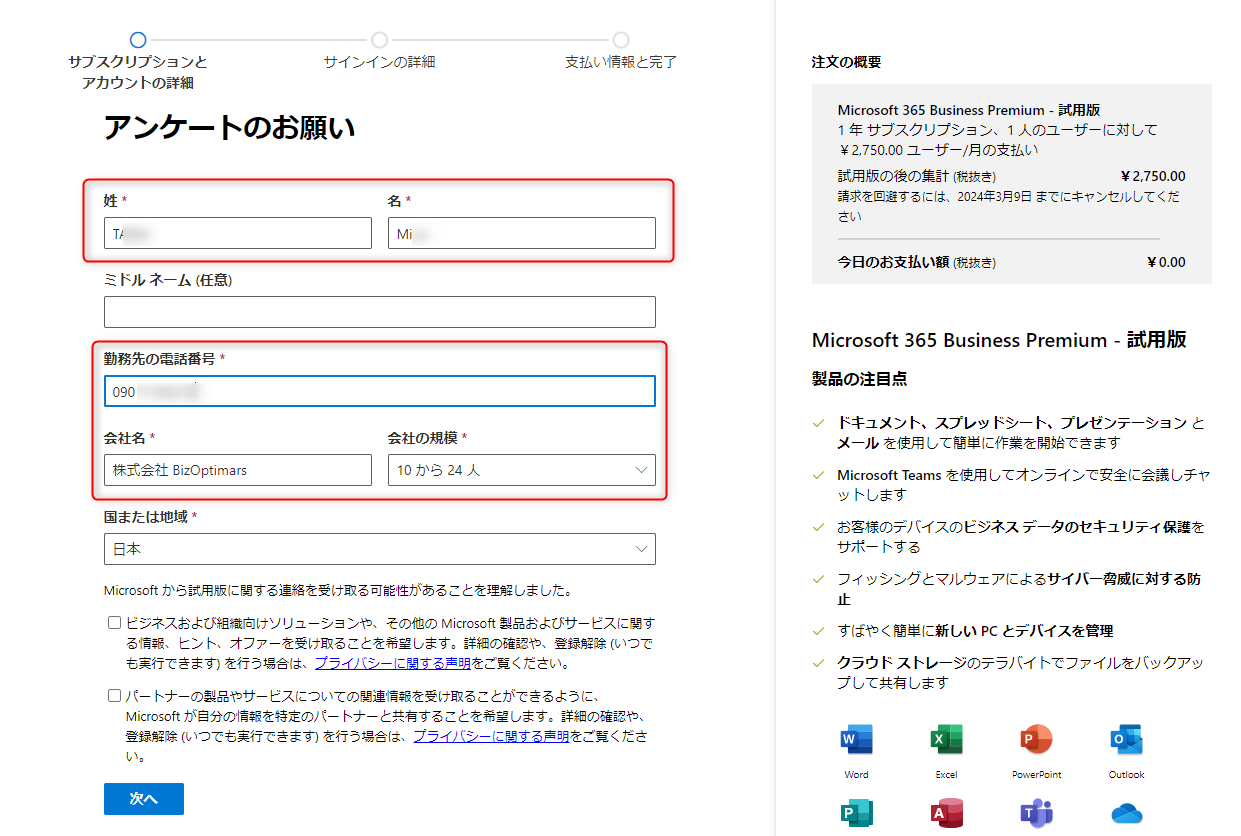 サブスクリプションと
アカウントの詳細
サインインの詳細
支払い情報と完了
アンケートのお願い
姓 *
名 *
Mi
ミドル ネーム (任意)
勤務先の電話番号 *
090
会社名 *
会社の規模 *
株式会社 BizOptimars
10 から 24 人
国または地域 *
日本
Microsoft から試用版に関する連絡を受け取る可能性があることを理解しました。
ビジネスおよび組織向けソリューションや、その他の Microsoft 製品およびサービスに関す
る情報、ヒント、オファーを受け取ることを希望します。詳細の確認や、登録解除 (いつで
も実行できます) を行う場合は、プライバシーに関する声明をご覧ください。
パートナーの製品やサービスについての関連情報を受け取ることができるように、
Microsoft が自分の情報を特定のパートナーと共有することを希望します。詳細の確認や、
登録解除 (いつでも実行できます) を行う場合は、プライバシーに関する声明をご覧くださ
い。
次へ
注文の概要
Microsoft 365 Business Premium - 試用版
1 年 サブスクリプション、1 人のユーザーに対して
￥2,750.00 ユーザー/月の支払い
試用版の後の集計 (税抜き) ￥2,750.00
請求を回避するには、2024年3月9日 までにキャンセルしてくだ
さい
今日のお支払い額 (税抜き) ￥0.00
Microsoft 365 Business Premium - 試用版
製品の注目点
ドキュメント、スプレッドシート、プレゼンテーション と
メール を使用して簡単に作業を開始できます
Microsoft Teams を使用してオンラインで安全に会議しチャ
ットします
お客様のデバイスのビジネス データのセキュリティ保護を
サポートする
フィッシングとマルウェアによるサイバー脅威に対する防
止
すばやく簡単に新しい PC とデバイスを管理
クラウド ストレージのテラバイトでファイルをバックアッ
プして共有します
W
X
P
O
Word
Excel
PowerPoint
Outlook
P
A
T